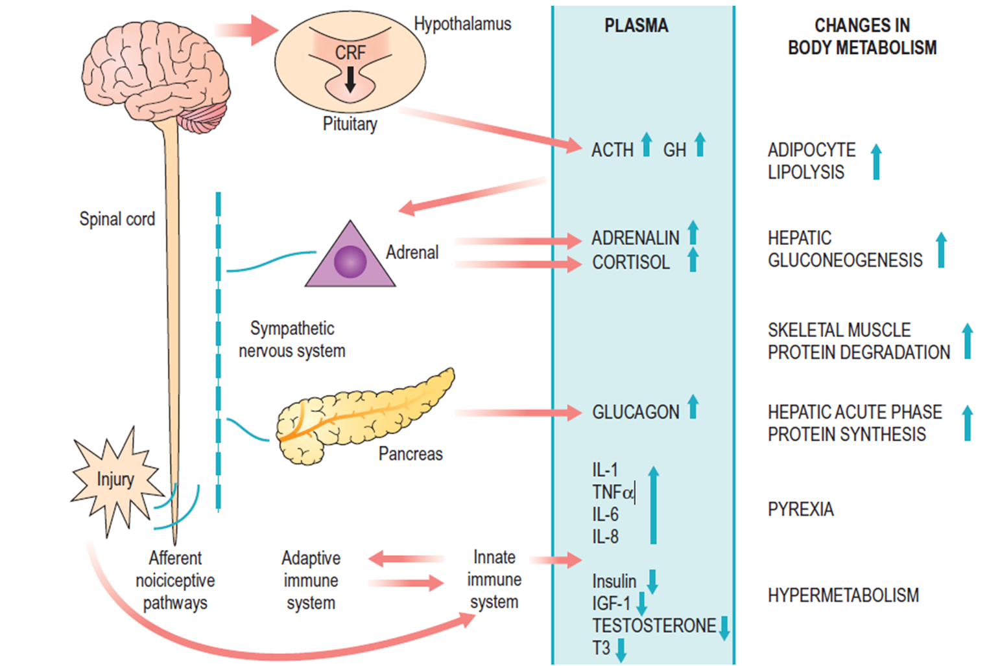 Hypothalamus
CRF
Pituitary
Spinal cord
Adrenal
Sympathetic
nervous system
Pancreas
Injury
Afferent
noiciceptive
pathways
Adaptive
immune
system
Innate
immune
system
PLASMA
ACTH GH
ADRENALIN
CORTISOL
GLUCAGON
IL-1
TNFα
IL-6
IL-8
Insulin
IGF-1
TESTOSTERONE
T3
CHANGES IN
BODY METABOLISM
ADIPOCYTE
LIPOLYSIS
HEPATIC
GLUCONEOGENESIS
SKELETAL MUSCLE
PROTEIN DEGRADATION
HEPATIC ACUTE PHASE
PROTEIN SYNTHESIS
PYREXIA
HYPERMETABOLISM